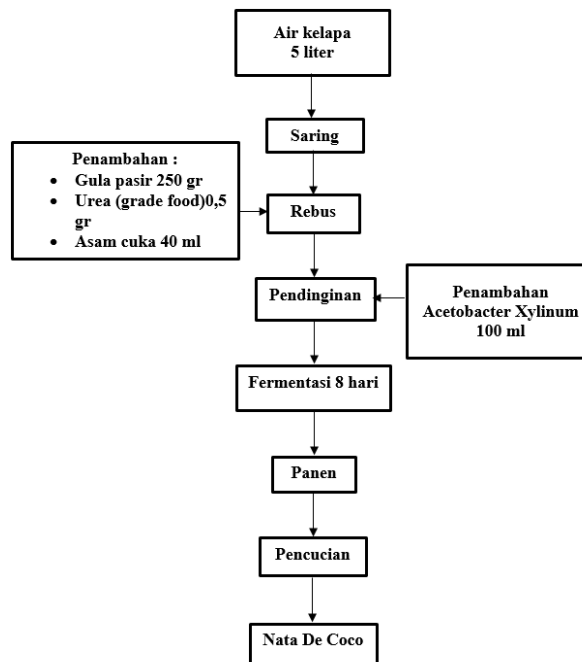 Air kelapa
5 liter
Saring
Penambahan :
• Gula pasir 250 gr
• Urea (grade food)0,5
gr
• Asam cuka 40 ml
Rebus
Pendinginan
Penambahan
Acetobacter Xylinum
100 ml
Fermentasi 8 hari
Panen
Pencucian
Nata De Coco